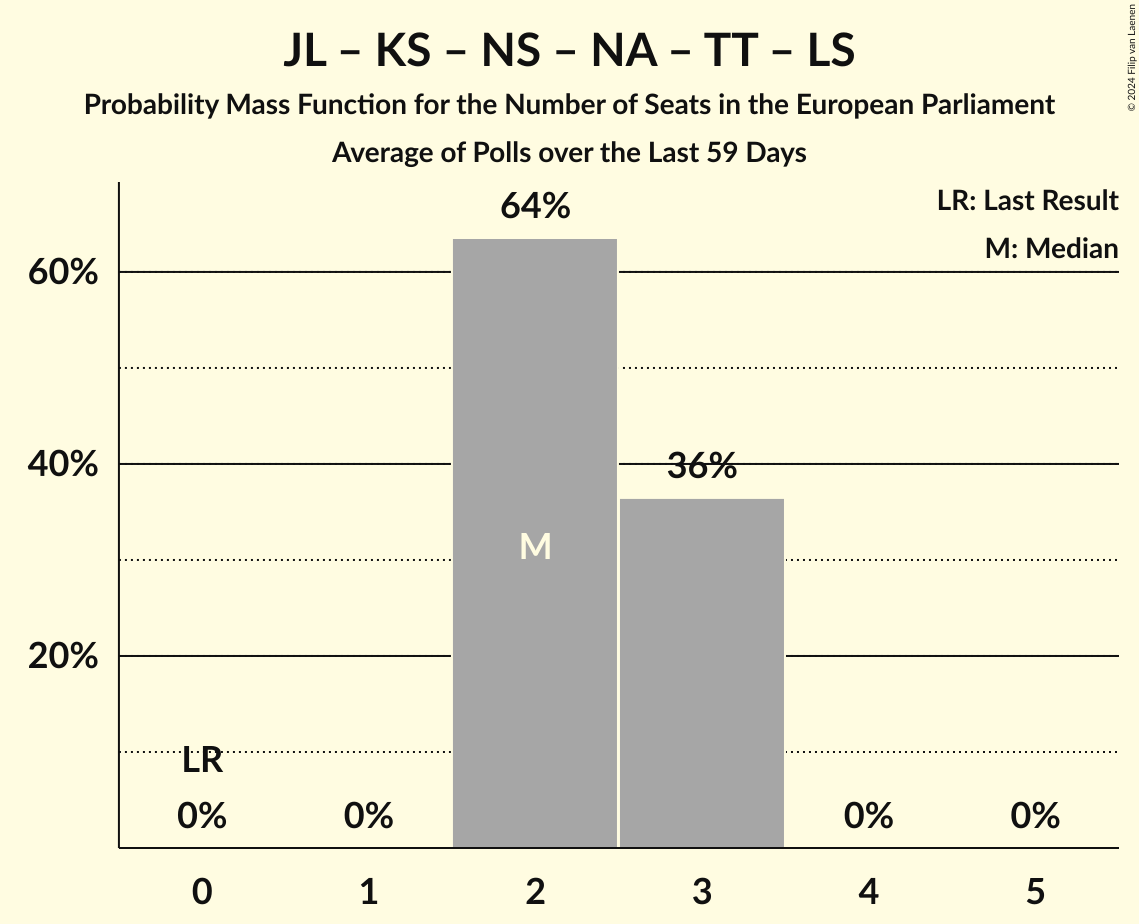 JL – KS – NS – NA – TT – LS
Probability Mass Function for the Number of Seats in the European Parliament
Average of Polls over the Last 59 Days
© 2024 Filip van Laenen
LR: Last Result
M: Median
64%
60%
40%
36%
M
20%
LR
0%
0%
0%
0%
0
1
2
3
4
5